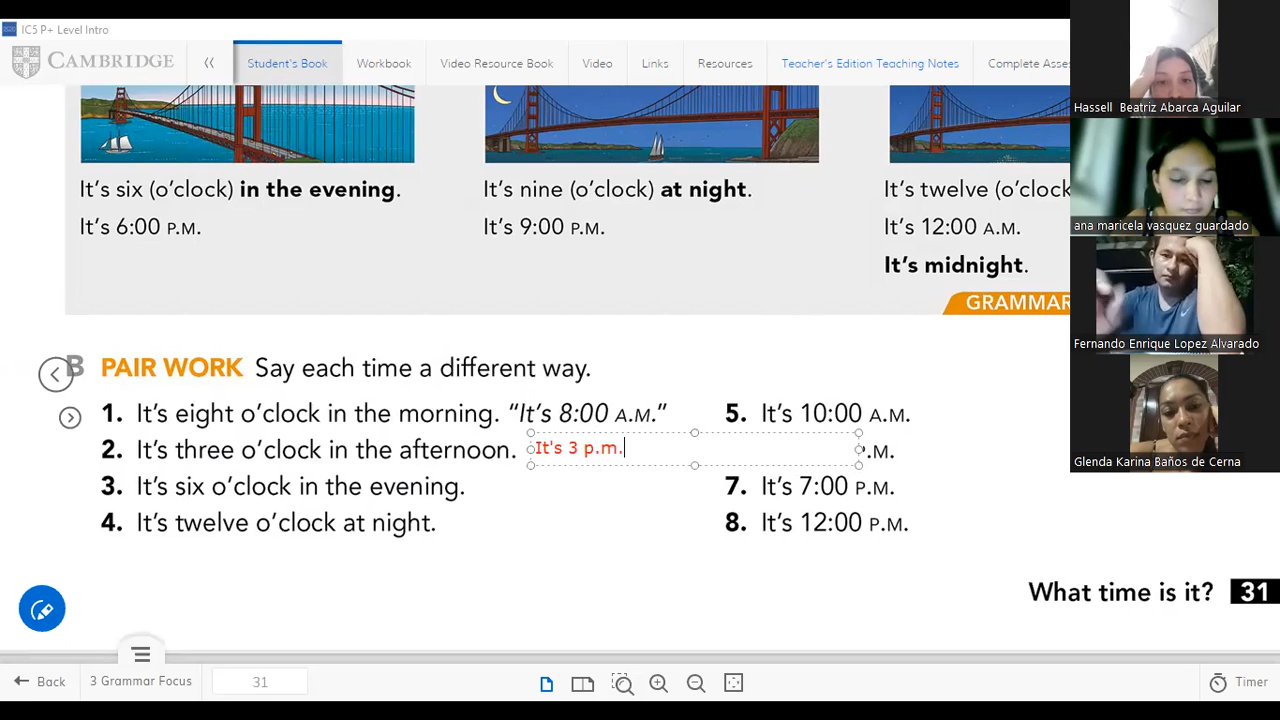 IC5 P+ Level Intro
CAMBRIDGE
Student's Book
Workbook
Video Resource Book
Video
Links
Resources
Teacher's Edition Teaching Notes
Complete Asse
It's six (o'clock) in the evening.
It's 6:00 P.M.
It's nine (o'clock) at night.
It's 9:00 P.M.
It's twelve (o'clock
It's 12:00 A.M.
It's midnight.
GRAMMAR
B PAIR WORK Say each time a different way.
1. It's eight o'clock in the morning. "It's 8:00 A.M."
2. It's three o'clock in the afternoon. It's 3 p.m.
3. It's six o'clock in the evening.
4. It's twelve o'clock at night.
5. It's 10:00 A.M.
.M.
7. It's 7:00 P.M.
8. It's 12:00 P.M.
What time is it? 31
Back
3 Grammar Focus
31
Timer
Hassell Beatriz Abarca Aguilar
ana maricela vasquez guardado
Fernando Enrique Lopez Alvarado
Glenda Karina Baños de Cerna